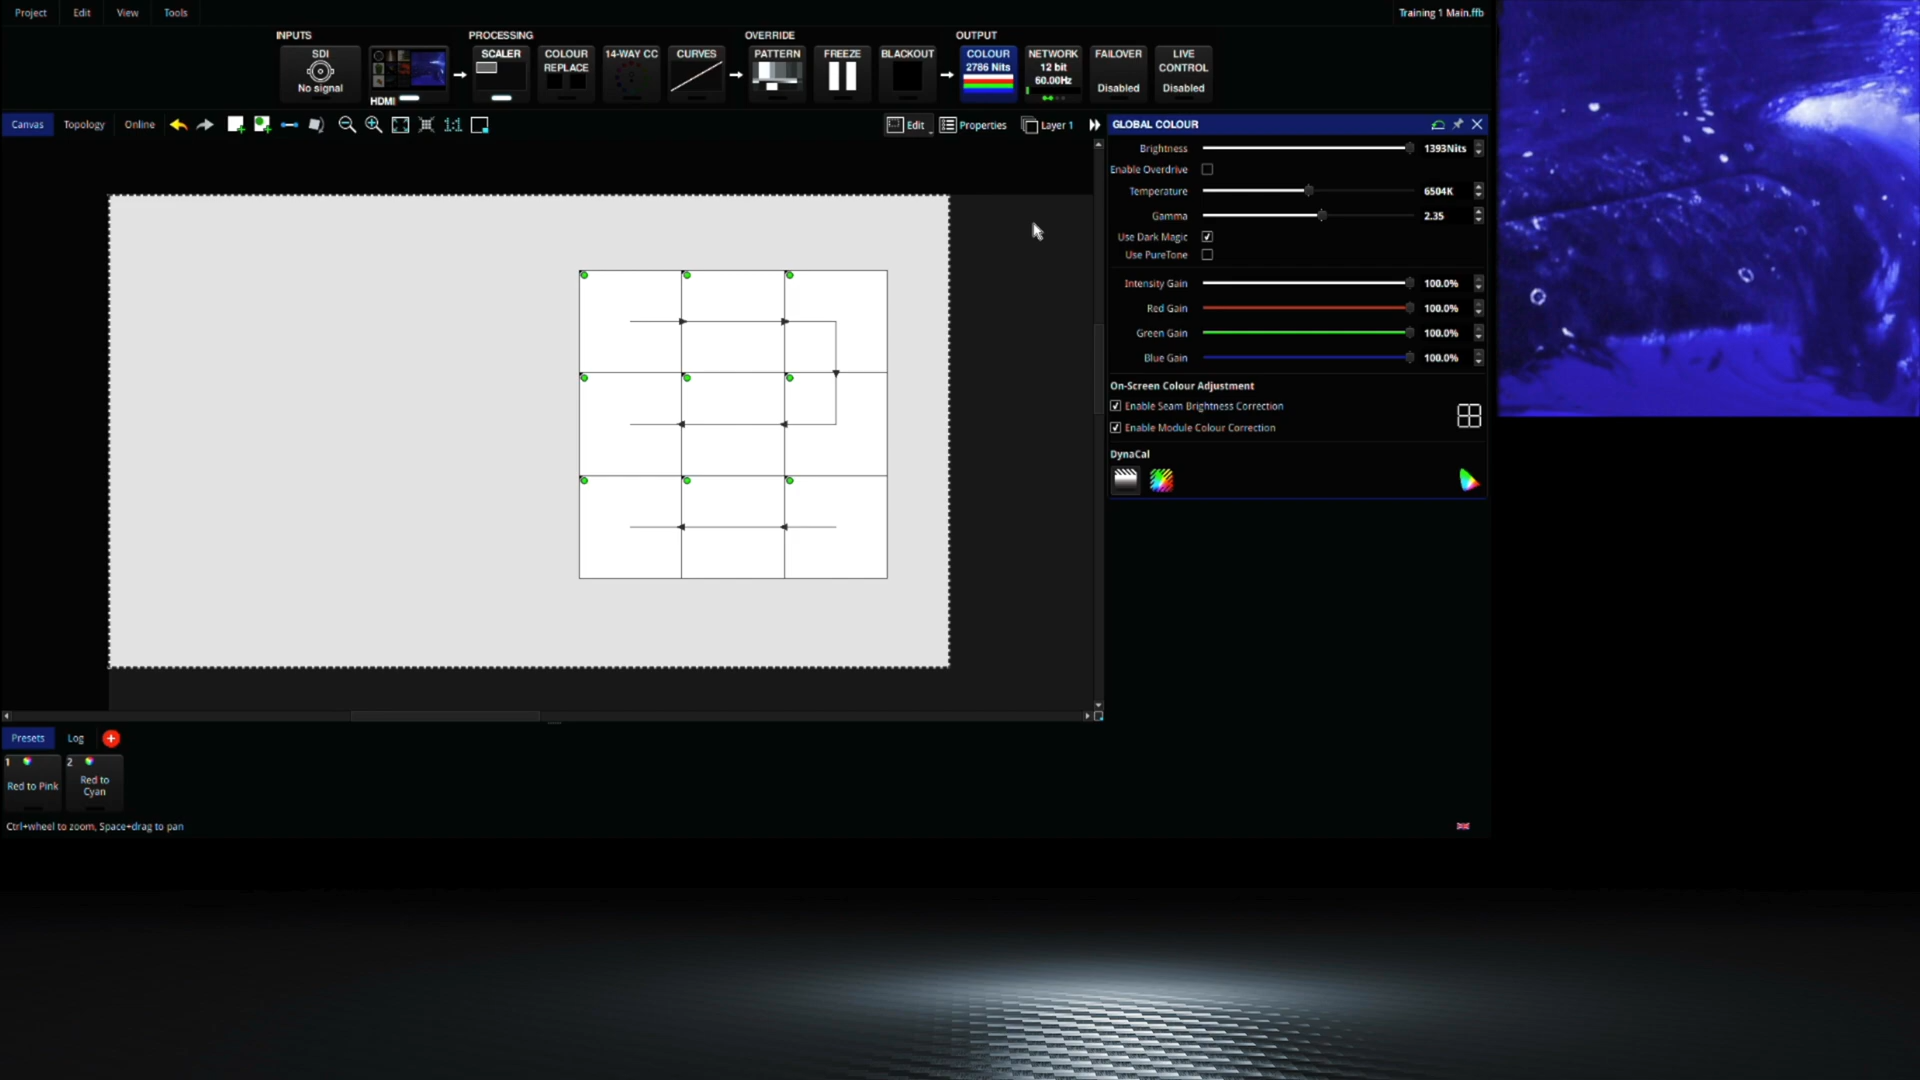 Project Edit View Tools
Training 1 Main.ffb
INPUTS
SDI
No signal
HDMI
PROCESSING
SCALER
COLOUR
REPLACE
14-WAY CC
CURVES
OVERRIDE
PATTERN
FREEZE
BLACKOUT
OUTPUT
COLOUR
2786 Nits
NETWORK
12 bit
60.00Hz
FAILOVER
Disabled
LIVE
CONTROL
Disabled
Canvas Topology Online
1:1
Edit Properties Layer 1
GLOBAL COLOUR
Brightness 1393Nits
Enable Overdrive
Temperature 6504K
Gamma 2.35
Use Dark Magic
Use PureTone
Intensity Gain 100.0%
Red Gain 100.0%
Green Gain 100.0%
Blue Gain 100.0%
On-Screen Colour Adjustment
Enable Seam Brightness Correction
Enable Module Colour Correction
DynaCal
Presets Log
1
Red to Pink
2
Red to
Cyan
Ctrl+wheel to zoom, Space+drag to pan